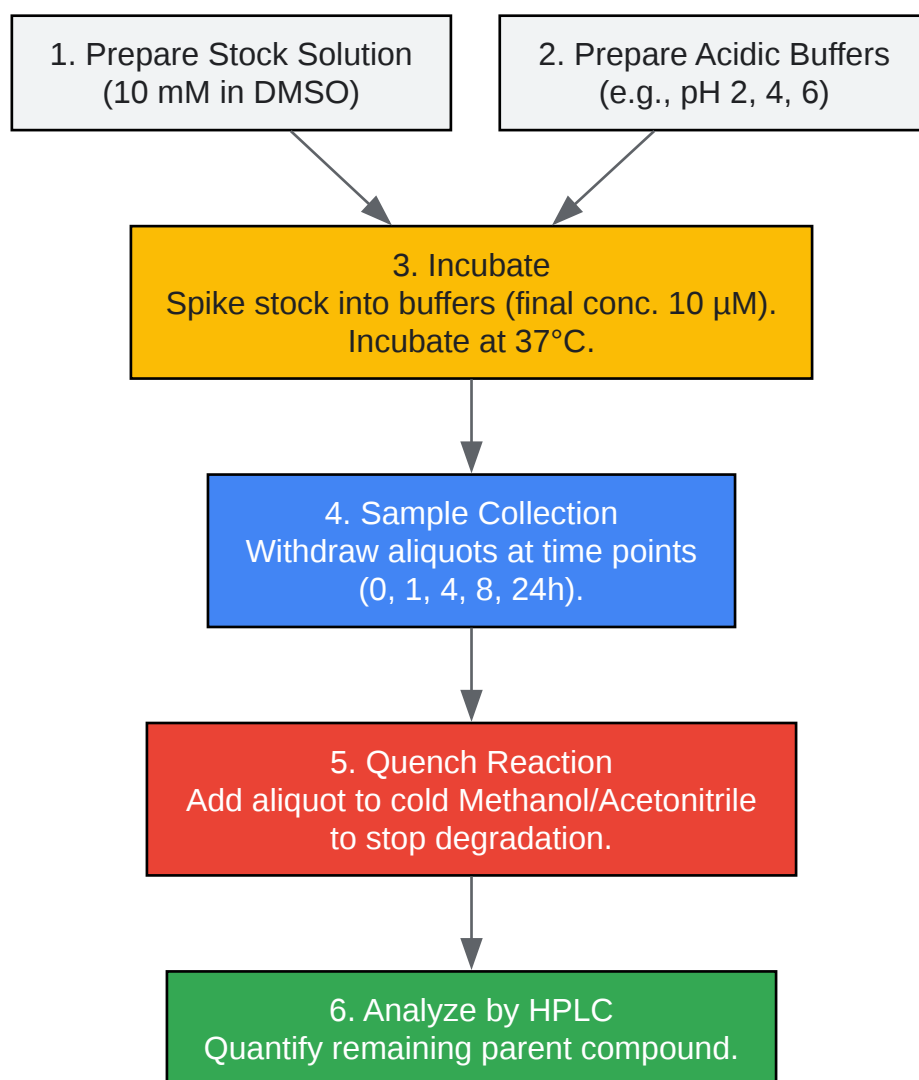 1. Prepare Stock Solution
(10 mM in DMSO)
2. Prepare Acidic Buffers
(e.g., pH 2, 4, 6)
3. Incubate
Spike stock into buffers (final conc. 10 µM).
Incubate at 37°C.
4. Sample Collection
Withdraw aliquots at time points
(0, 1, 4, 8, 24h).
5. Quench Reaction
Add aliquot to cold Methanol/Acetonitrile
to stop degradation.
6. Analyze by HPLC
Quantify remaining parent compound.